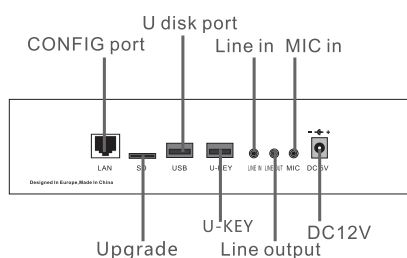 U disk port
CONFIG port
Line in
MIC in
- +
LAN
SD
USB
U-KEY
LINE IN
LINE OUT
MIC
DC 5V
Designed In Europe,Made In China
U-KEY
DC12V
Upgrade
Line output